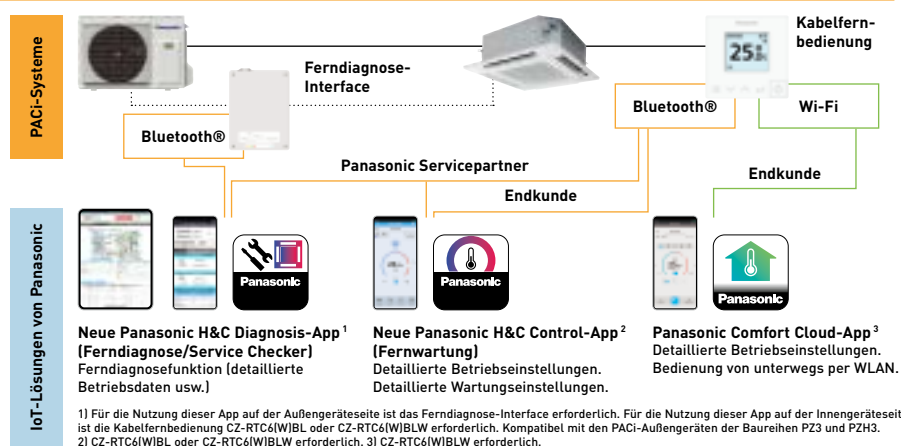 PACi-Systeme
Kabelfern-
bedienung
25
Ferndiagnose-
Interface
Bluetooth®
Wi-Fi
Bluetooth®
Panasonic Servicepartner
Endkunde
Endkunde
IoT-Lösungen von Panasonic
Panasonic
Panasonic
Panasonic
Neue Panasonic H&C Diagnosis-App 1
(Ferndiagnose/Service Checker)
Ferndiagnosefunktion (detaillierte
Betriebsdaten usw.)
Neue Panasonic H&C Control-App 2
(Fernwartung)
Detaillierte Betriebseinstellungen.
Detaillierte Wartungseinstellungen.
Panasonic Comfort Cloud-App 3
Detaillierte Betriebseinstellungen.
Bedienung von unterwegs per WLAN.
1) Für die Nutzung dieser App auf der Außengeräteseite ist das Ferndiagnose-Interface erforderlich. Für die Nutzung dieser App auf der Innengeräteseit
ist die Kabelfernbedienung CZ-RTC6(W)BL oder CZ-RTC6(W)BLW erforderlich. Kompatibel mit den PACi-Außengeräten der Baureihen PZ3 und PZH3.
2) CZ-RTC6(W)BL oder CZ-RTC6(W)BLW erforderlich. 3) CZ-RTC6(W)BLW erforderlich.